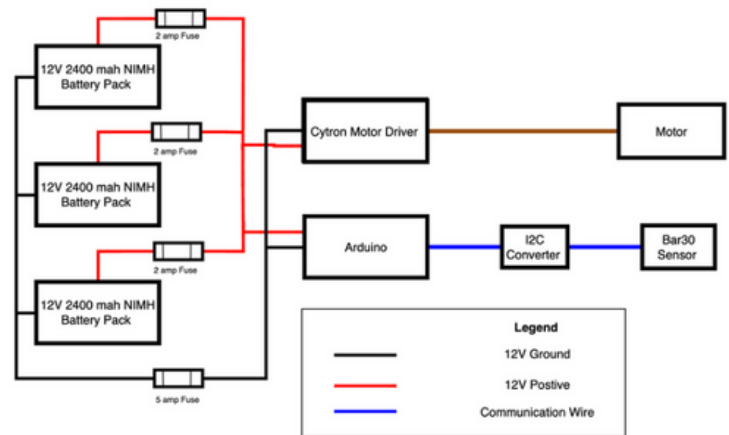 2 amp Fuse
12V 2400 mah NIMH
Battery Pack
2 amp Fuse
12V 2400 mah NIMH
Battery Pack
2 amp Fuse
12V 2400 mah NIMH
Battery Pack
5 amp Fuse
Cytron Motor Driver
Motor
Arduino
I2C
Converter
Bar30
Sensor
Legend
12V Ground
12V Postive
Communication Wire